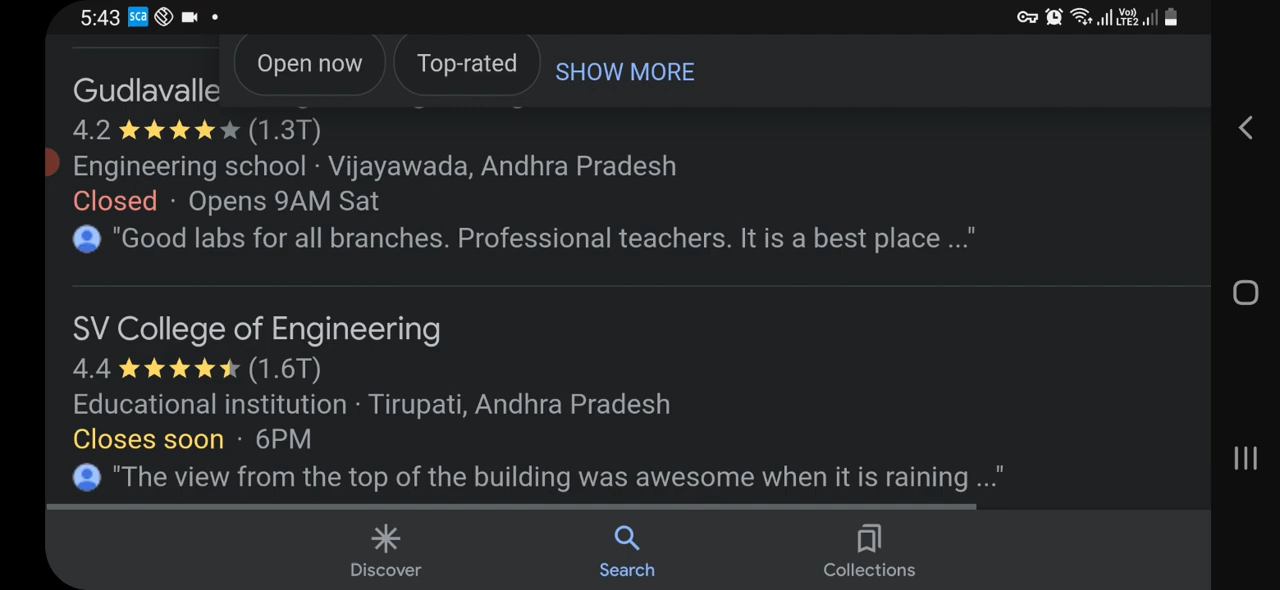 5:43 sca Vo)) LTE2
Open now Top-rated SHOW MORE
Gudlavalle
4.2 (1.3T)
Engineering school · Vijayawada, Andhra Pradesh
Closed · Opens 9AM Sat
"Good labs for all branches. Professional teachers. It is a best place ..."
SV College of Engineering
4.4 (1.6T)
Educational institution · Tirupati, Andhra Pradesh
Closes soon · 6PM
"The view from the top of the building was awesome when it is raining ..."
Discover Search Collections